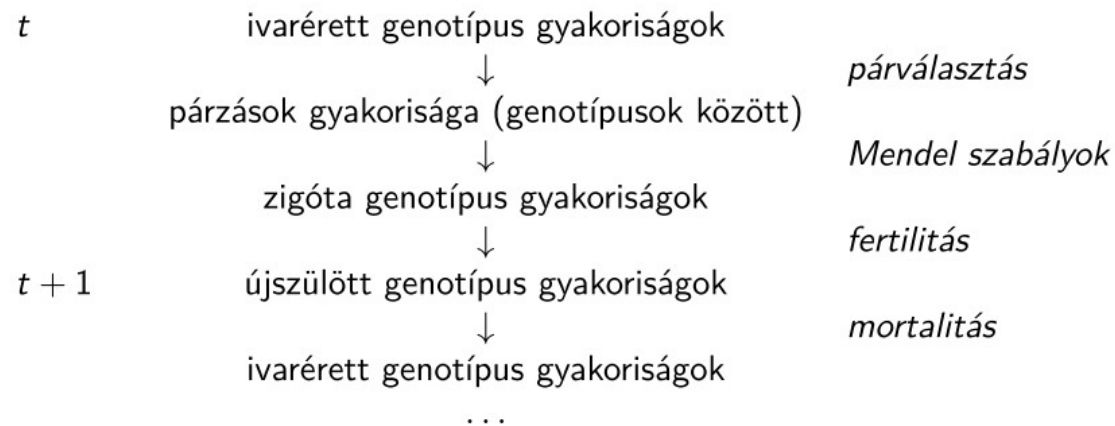 t ivarérett genotípus gyakoriságok
↓
párválasztás
párzások gyakorisága (genotípusok között)
↓
Mendel szabályok
zigóta genotípus gyakoriságok
↓
fertilitás
t + 1 újszülött genotípus gyakoriságok
↓
mortalitás
ivarérett genotípus gyakoriságok
...